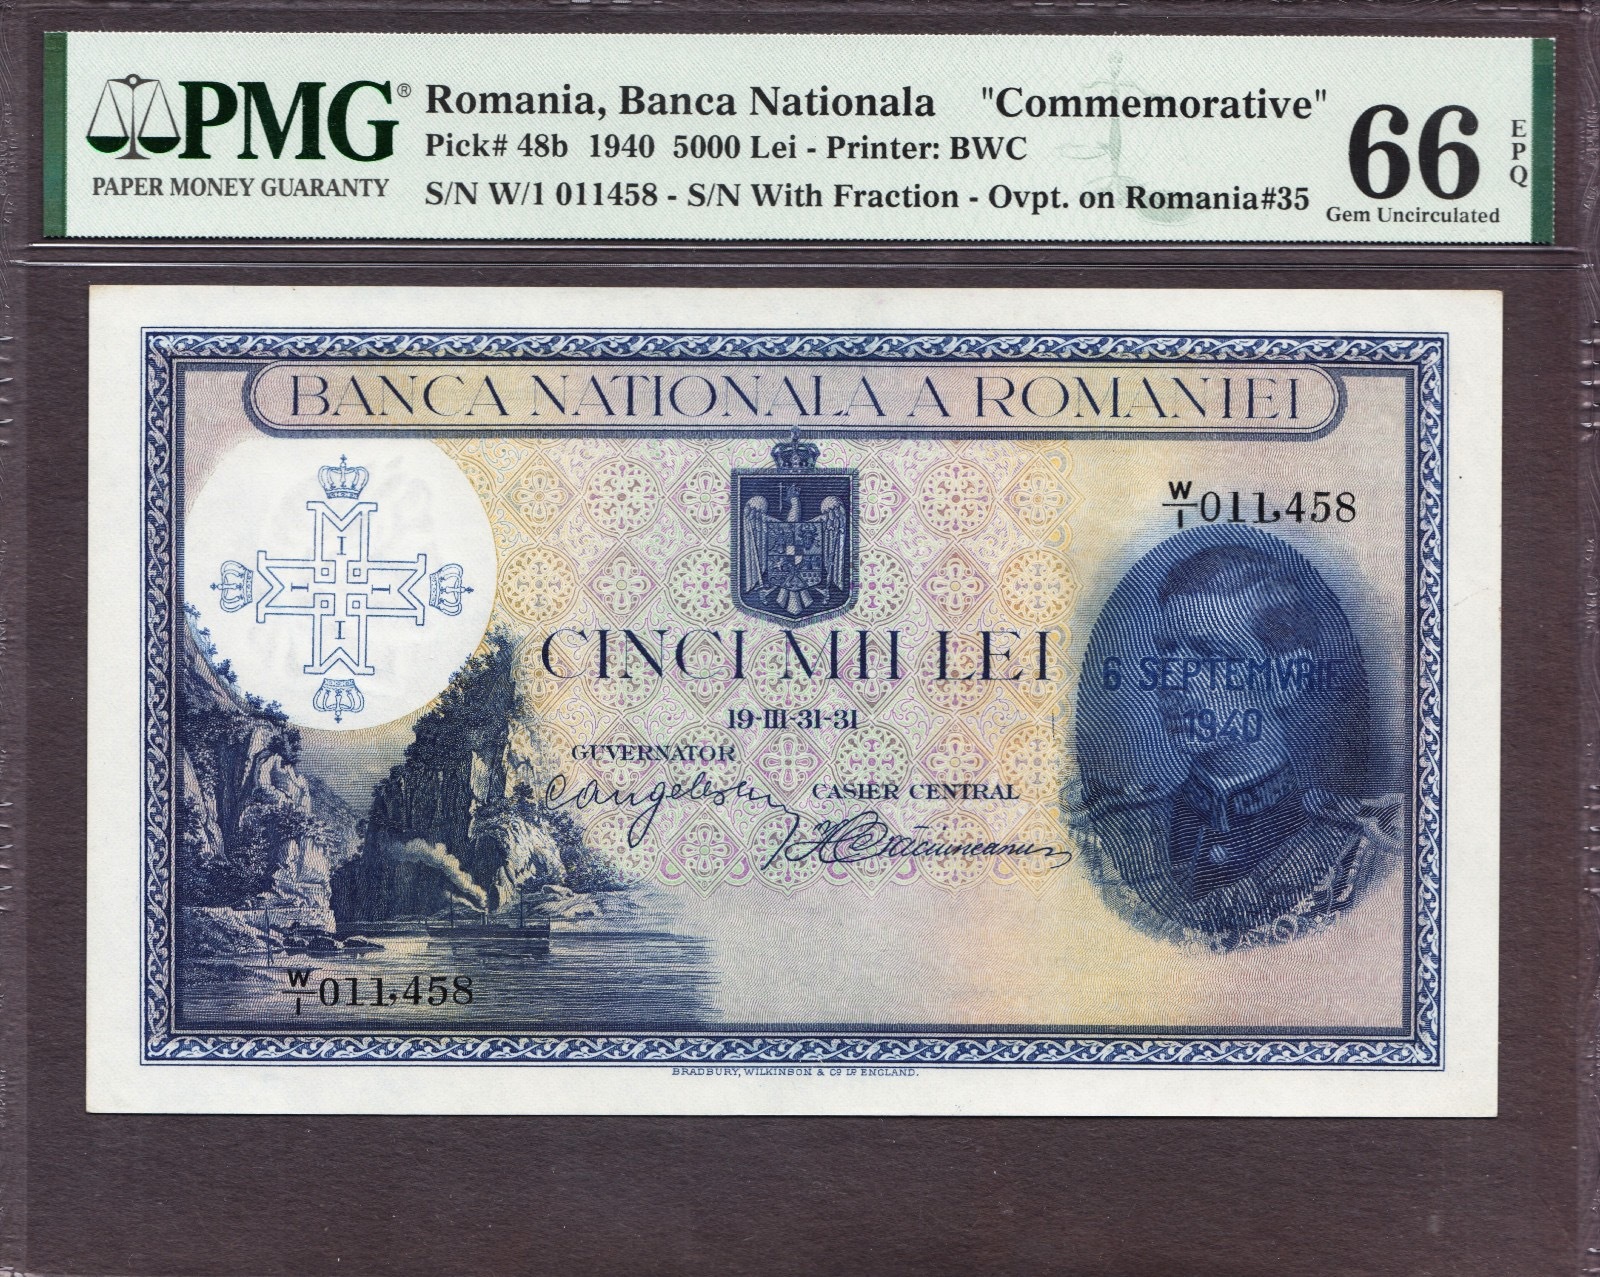 PMG®
PAPER MONEY GUARANTY
Romania, Banca Nationala "Commemorative"
Pick# 48b 1940 5000 Lei - Printer: BWC
S/N W/1 011458 - S/N With Fraction - Ovpt. on Romania#35
66
EPQ
Gem Uncirculated
BANCA NATIONALA A ROMANIEI
W/1 011,458
M I
M I
M I
M I
CINCI MII LEI
6 SEPTEMVRIE
1940
19-III-31-31
GUVERNATOR
C Angelescu
CASIER CENTRAL
W/1 011,458
BRADBURY, WILKINSON & Cº Lᴰ ENGLAND.